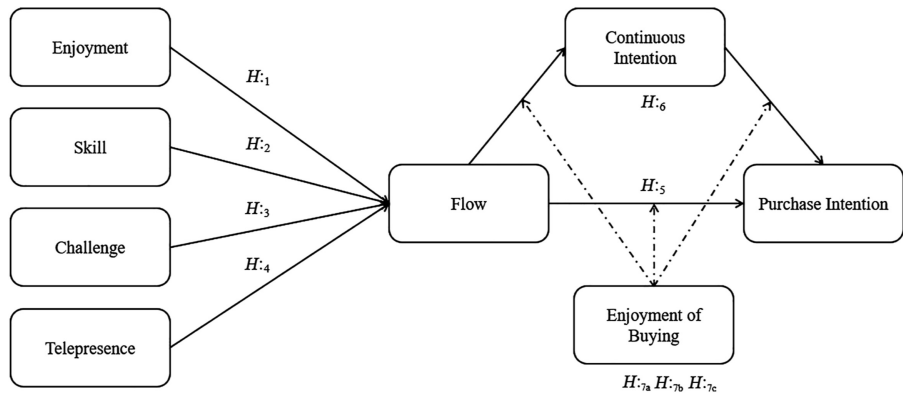 Enjoyment
H:1
Skill
H:2
Challenge
H:3
Telepresence
H:4
Flow
Continuous
Intention
H:6
H:5
Purchase Intention
Enjoyment of
Buying
H:7a H:7b H:7c